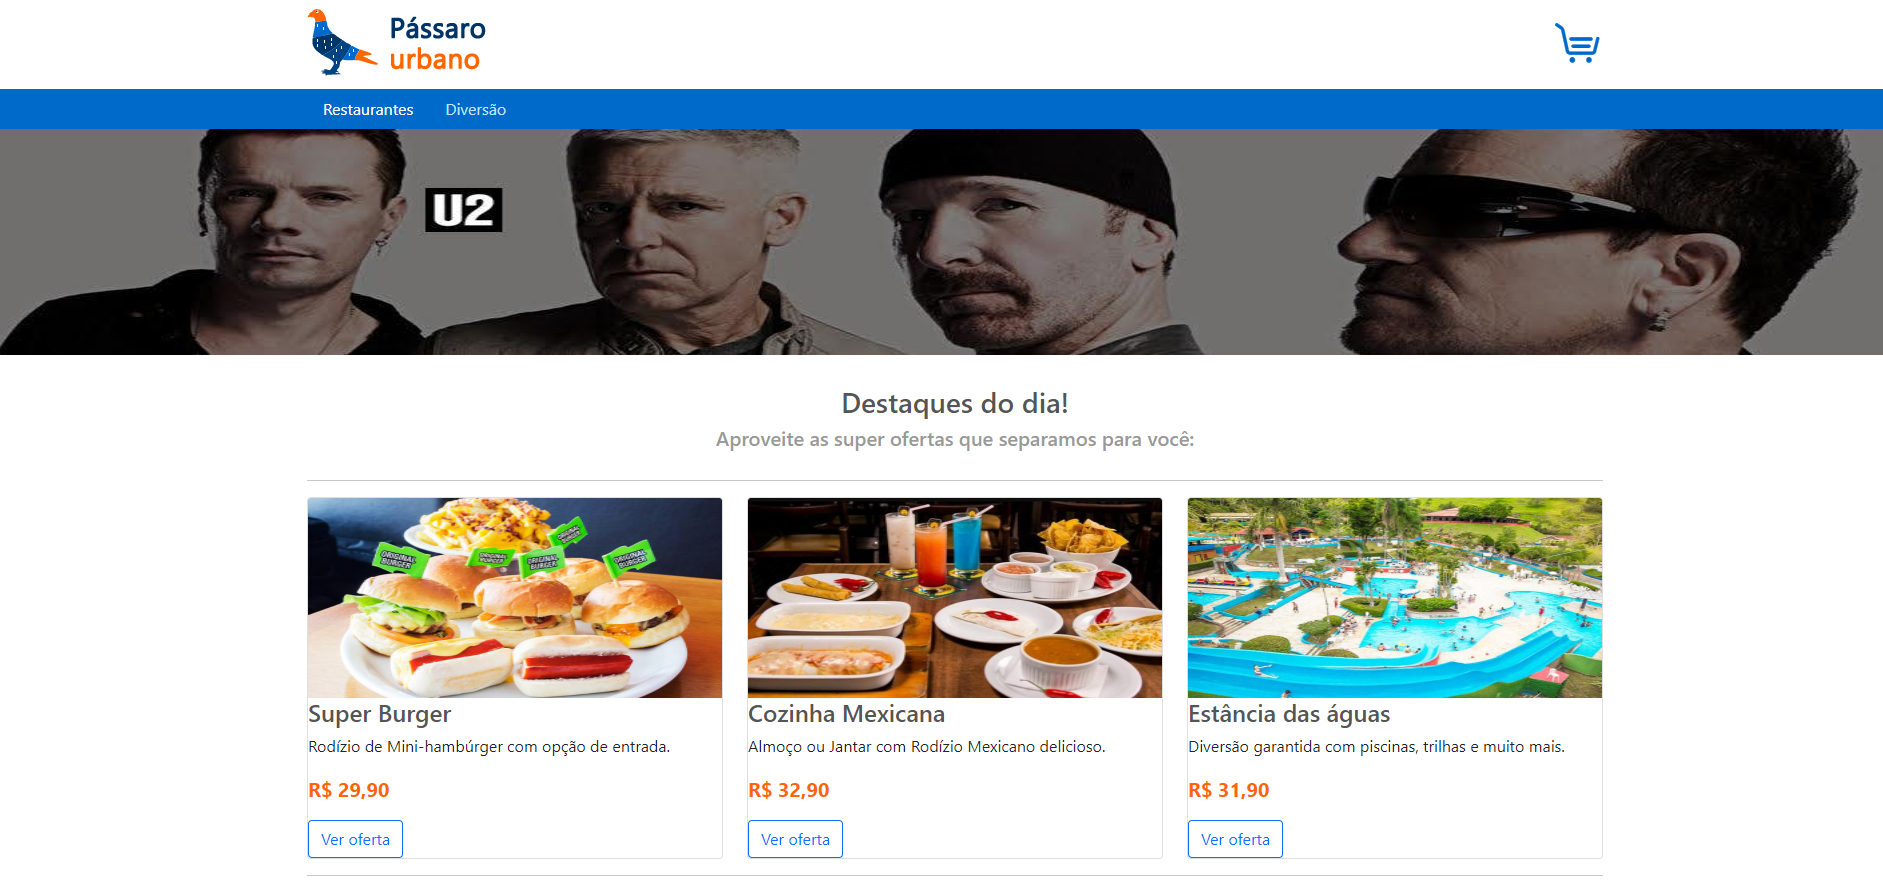 Pássaro
urbano
Restaurantes
Diversão
U2
Destaques do dia!
Aproveite as super ofertas que separamos para você:
ORIGINAL BURGER
ORIGINAL BURGER
ORIGINAL BURGER
ORIGINAL BURGER
ORIGINAL BURGER
Super Burger
Rodízio de Mini-hambúrger com opção de entrada.
R$ 29,90
Ver oferta
Cozinha Mexicana
Almoço ou Jantar com Rodízio Mexicano delicioso.
R$ 32,90
Ver oferta
Estância das águas
Diversão garantida com piscinas, trilhas e muito mais.
R$ 31,90
Ver oferta